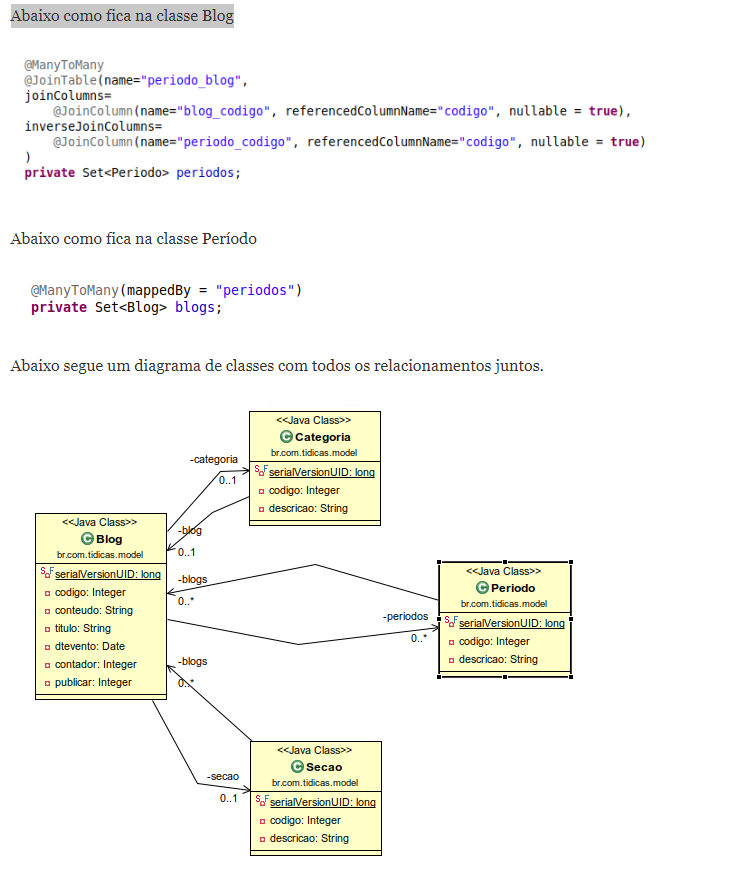 Abaixo como fica na classe Blog
@ManyToMany
@JoinTable(name="periodo_blog",
joinColumns=
@JoinColumn(name="blog_codigo", referencedColumnName="codigo", nullable = true),
inverseJoinColumns=
@JoinColumn(name="periodo_codigo", referencedColumnName="codigo", nullable = true)
)
private Set<Periodo> periodos;
Abaixo como fica na classe Período
@ManyToMany(mappedBy = "periodos")
private Set<Blog> blogs;
Abaixo segue um diagrama de classes com todos os relacionamentos juntos.
<<Java Class>>
C Categoria
br.com.tidicas.model
S F serialVersionUID: long
codigo: Integer
descricao: String
-categoria
0..1
-blog
0..1
<<Java Class>>
C Blog
br.com.tidicas.model
S F serialVersionUID: long
codigo: Integer
conteudo: String
titulo: String
dtevento: Date
contador: Integer
publicar: Integer
-blogs
0..*
-periodos
0..*
<<Java Class>>
C Periodo
br.com.tidicas.model
S F serialVersionUID: long
codigo: Integer
descricao: String
-blogs
0..*
-secao
0..1
<<Java Class>>
C Secao
br.com.tidicas.model
S F serialVersionUID: long
codigo: Integer
descricao: String